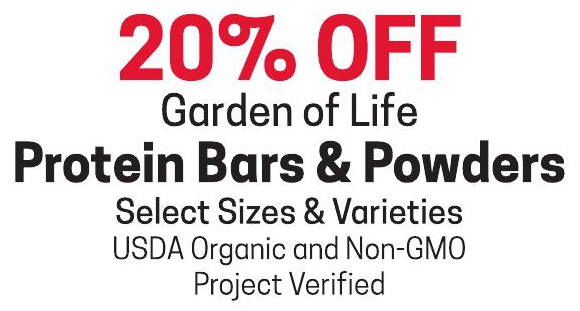 20% OFF
Garden of Life
Protein Bars & Powders
Select Sizes & Varieties
USDA Organic and Non-GMO
Project Verified